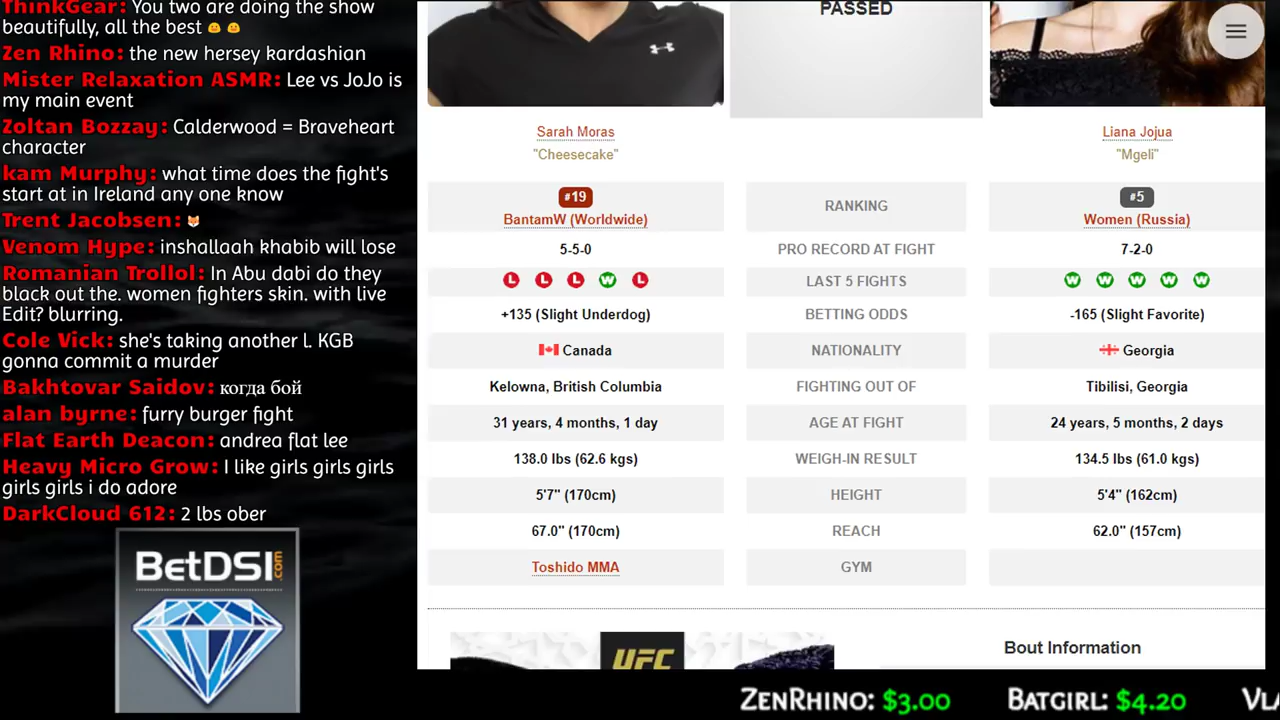 ThinkGear: You two are doing the show
beautifully, all the best
Zen Rhino: the new hersey kardashian
Mister Relaxation ASMR: Lee vs JoJo is
my main event
Zoltan Bozzay: Calderwood = Braveheart
character
kam Murphy: what time does the fight's
start at in Ireland any one know
Trent Jacobsen:
Venom Hype: inshallaah khabib will lose
Romanian Trollol: In Abu dabi do they
black out the. women fighters skin. with live
Edit? blurring.
Cole Vick: she's taking another l. KGB
gonna commit a murder
Bakhtovar Saidov: когда бой
alan byrne: furry burger fight
Flat Earth Deacon: andrea flat lee
Heavy Micro Grow: I like girls girls girls
girls girls i do adore
DarkCloud 612: 2 lbs ober
BetDSI.com
PASSED
Sarah Moras Liana Jojua
"Cheesecake" "Mgeli"
#19 RANKING #5
BantamW (Worldwide) Women (Russia)
5-5-0 PRO RECORD AT FIGHT 7-2-0
L L L W L LAST 5 FIGHTS W W W W W
+135 (Slight Underdog) BETTING ODDS -165 (Slight Favorite)
Canada NATIONALITY Georgia
Kelowna, British Columbia FIGHTING OUT OF Tibilisi, Georgia
31 years, 4 months, 1 day AGE AT FIGHT 24 years, 5 months, 2 days
138.0 lbs (62.6 kgs) WEIGH-IN RESULT 134.5 lbs (61.0 kgs)
5'7" (170cm) HEIGHT 5'4" (162cm)
67.0" (170cm) REACH 62.0" (157cm)
Toshido MMA GYM
UFC Bout Information
ZenRhino: $3.00 Batgirl: $4.20 Vla